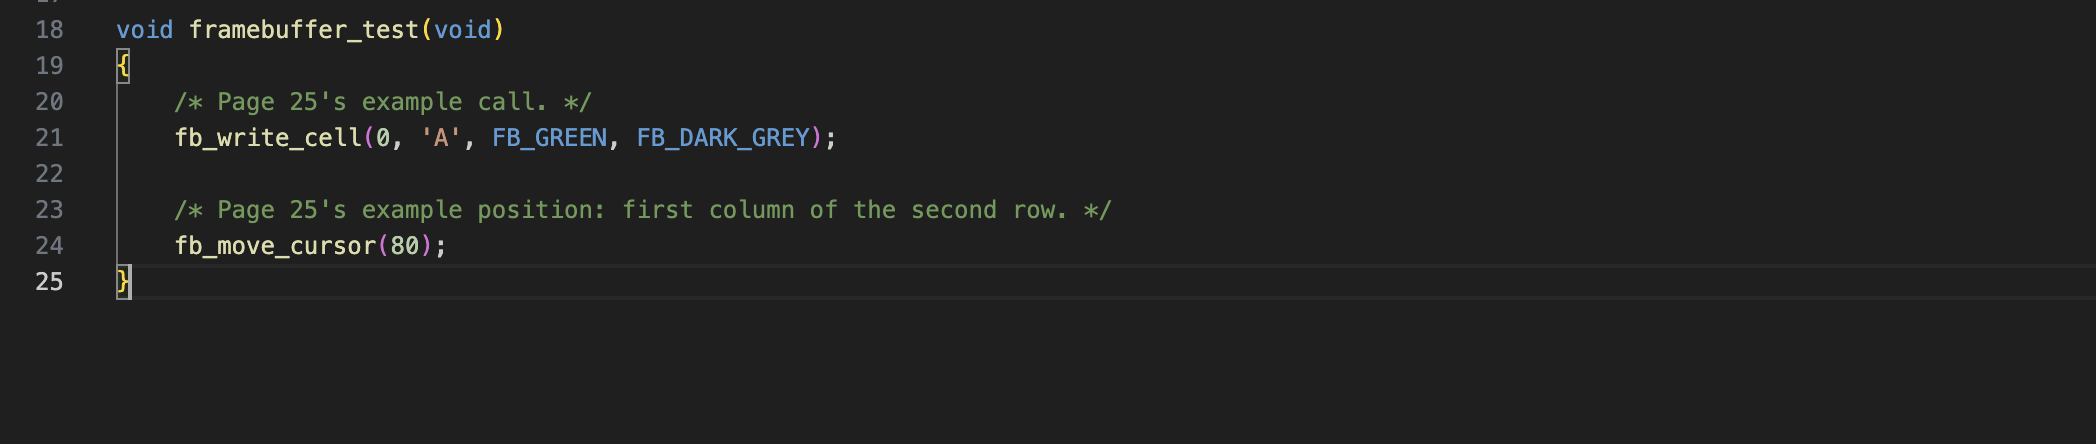 18 void framebuffer_test(void)
19 {
20     /* Page 25's example call. */
21     fb_write_cell(0, 'A', FB_GREEN, FB_DARK_GREY);
22
23     /* Page 25's example position: first column of the second row. */
24     fb_move_cursor(80);
25 }